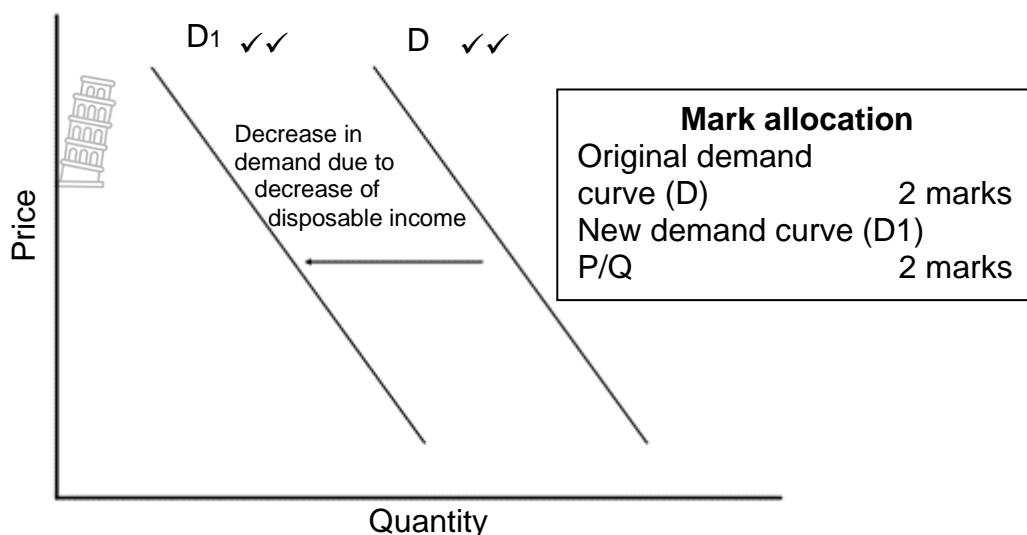 D1 ✓✓
D ✓✓
Decrease in
demand due to
decrease of
disposable income
Mark allocation
Original demand
curve (D) 2 marks
New demand curve (D1)
P/Q 2 marks
Price
Quantity